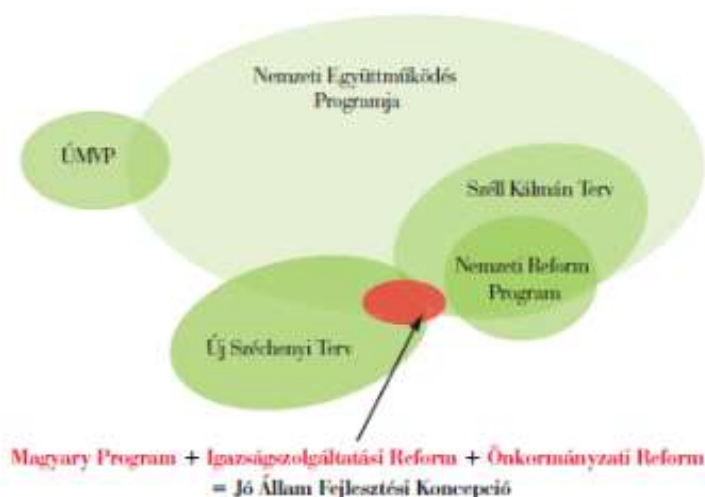 Nemzeti Együttműködés
Programja
ÚMVP
Széll Kálmán Terv
Nemzeti Reform
Program
Új Széchenyi Terv
Magyary Program + Igazságszolgáltatási Reform + Önkormányzati Reform
= Jó Állam Fejlesztési Koncepció